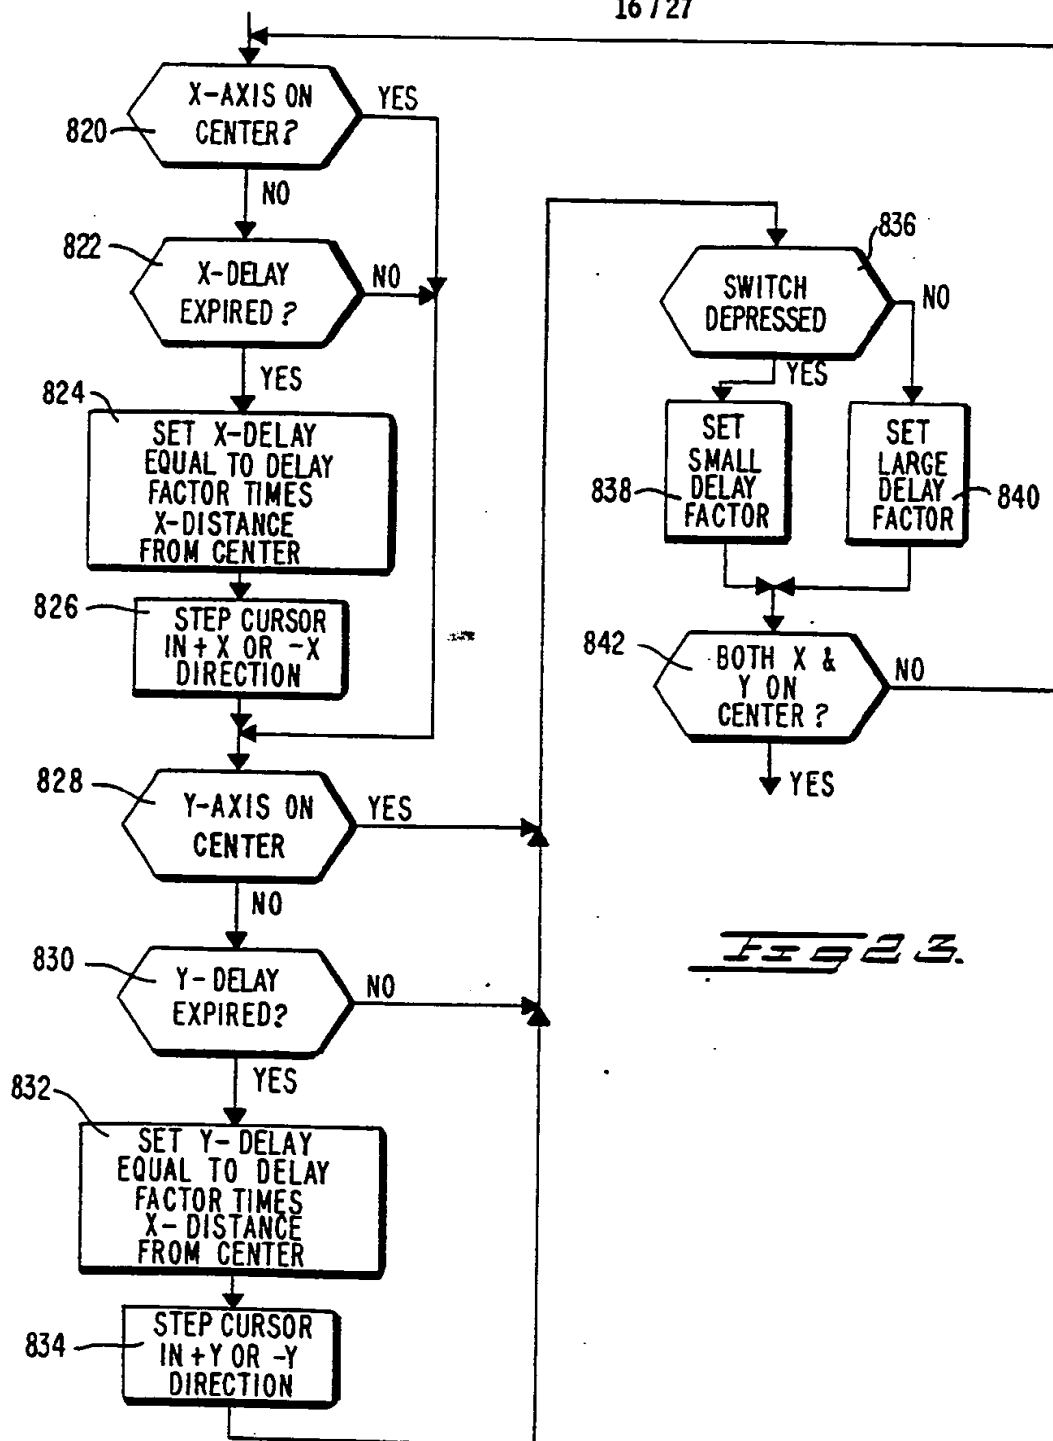 16/27
X-AXIS ON
CENTER?
YES
820
NO
822
X-DELAY
EXPIRED?
NO
YES
824
SET X-DELAY
EQUAL TO DELAY
FACTOR TIMES
X-DISTANCE
FROM CENTER
826
STEP CURSOR
IN +X OR -X
DIRECTION
828
Y-AXIS ON
CENTER
YES
NO
830
Y-DELAY
EXPIRED?
NO
YES
832
SET Y-DELAY
EQUAL TO DELAY
FACTOR TIMES
X-DISTANCE
FROM CENTER
834
STEP CURSOR
IN +Y OR -Y
DIRECTION
836
SWITCH
DEPRESSED
NO
YES
838
SET
SMALL
DELAY
FACTOR
SET
LARGE
DELAY
FACTOR
840
842
BOTH X &
Y ON
CENTER?
NO
YES
FIG 23.